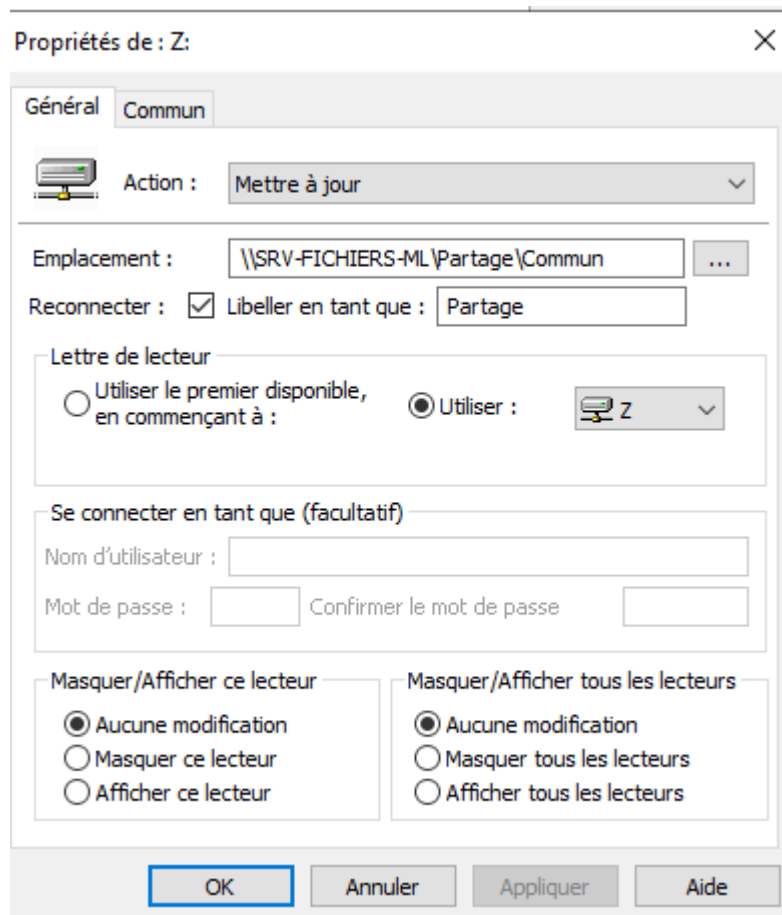 Propriétés de : Z:
Général Commun
Action : Mettre à jour
Emplacement : \\SRV-FICHIERS-ML\Partage\Commun ...
Reconnecter : Libeller en tant que : Partage
Lettre de lecteur
Utiliser le premier disponible,
en commençant à :
Utiliser : Z
Se connecter en tant que (facultatif)
Nom d'utilisateur :
Mot de passe : Confirmer le mot de passe
Masquer/Afficher ce lecteur
Aucune modification
Masquer ce lecteur
Afficher ce lecteur
Masquer/Afficher tous les lecteurs
Aucune modification
Masquer tous les lecteurs
Afficher tous les lecteurs
OK Annuler Appliquer Aide